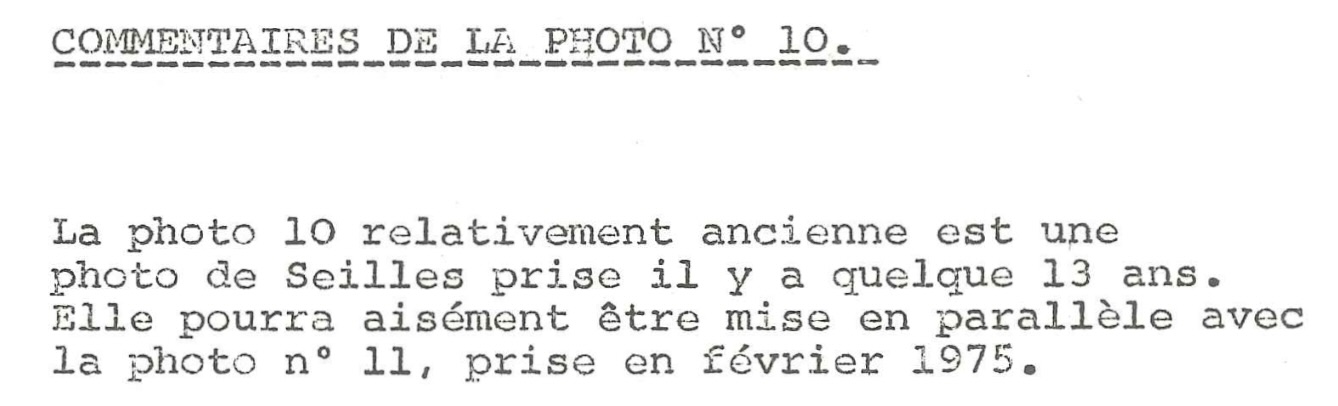 COMMENTAIRES DE LA PHOTO N° 10.
La photo 10 relativement ancienne est une
photo de Seilles prise il y a quelque 13 ans.
Elle pourra aisément être mise en parallèle avec
la photo n° 11, prise en février 1975.